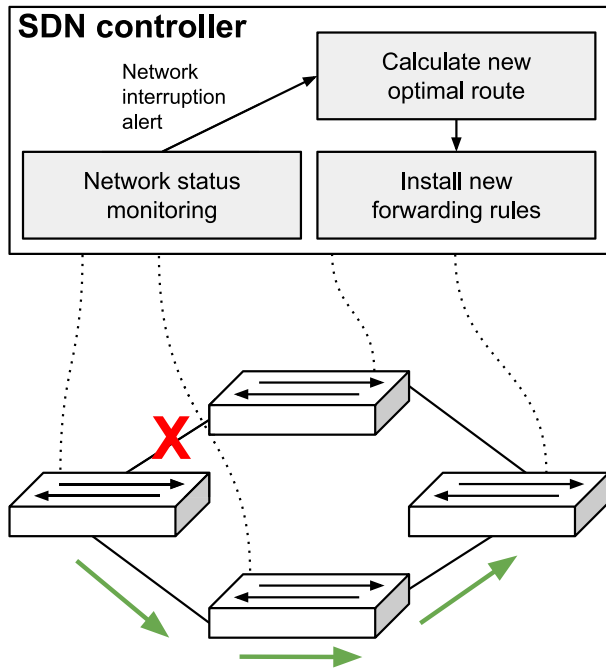 SDN controller
Network
interruption
alert
Calculate new
optimal route
Network status
monitoring
Install new
forwarding rules
X